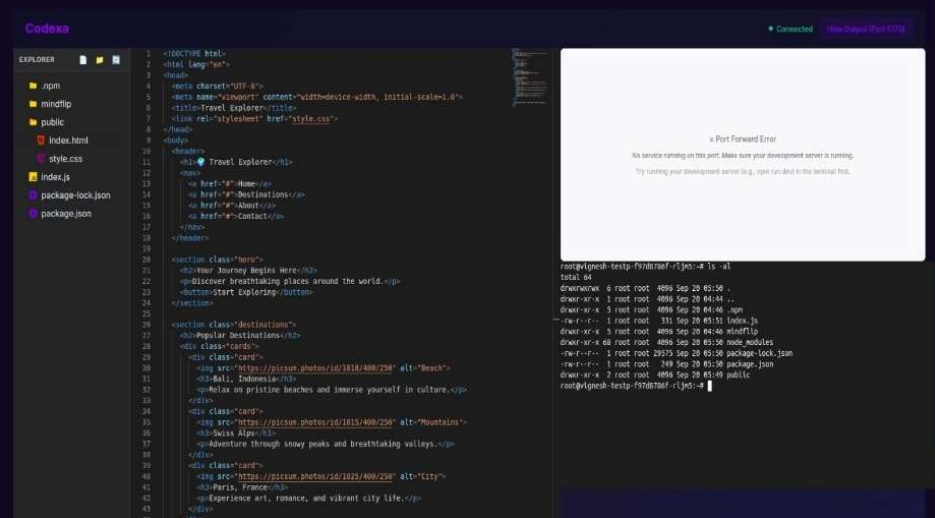 Codexa
Connected
Hide Output (Port 5173)
EXPLORER
.npm
mindflip
public
index.html
style.css
index.js
package-lock.json
package.json
1 <!DOCTYPE html>
2 <html lang="en">
3 <head>
4 <meta charset="UTF-8">
5 <meta name="viewport" content="width=device-width, initial-scale=1.0">
6 <title>Travel Explorer</title>
7 <link rel="stylesheet" href="style.css">
8 </head>
9 <body>
10 <header>
11 <h1>🌍 Travel Explorer</h1>
12 <nav>
13 <a href="#">Home</a>
14 <a href="#">Destinations</a>
15 <a href="#">About</a>
16 <a href="#">Contact</a>
17 </nav>
18 </header>
19
20 <section class="hero">
21 <h2>Your Journey Begins Here</h2>
22 <p>Discover breathtaking places around the world.</p>
23 <button>Start Exploring</button>
24 </section>
25
26 <section class="destinations">
27 <h2>Popular Destinations</h2>
28 <div class="cards">
29 <div class="card">
30 <img src="https://picsum.photos/id/1018/400/250" alt="Beach">
31 <h3>Bali, Indonesia</h3>
32 <p>Relax on pristine beaches and immerse yourself in culture.</p>
33 </div>
34 <div class="card">
35 <img src="https://picsum.photos/id/1015/400/250" alt="Mountains">
36 <h3>Swiss Alps</h3>
37 <p>Adventure through snowy peaks and breathtaking valleys.</p>
38 </div>
39 <div class="card">
40 <img src="https://picsum.photos/id/1025/400/250" alt="City">
41 <h3>Paris, France</h3>
42 <p>Experience art, romance, and vibrant city life.</p>
43 </div>
x Port Forward Error
No service running on this port. Make sure your development server is running.
Try running your development server (e.g., npm run dev) in the terminal first.
root@vignesh-testp-f97d8786f-rljm5:~# ls -al
total 64
drwxrwxrwx 6 root root 4096 Sep 20 05:50 .
drwxr-xr-x 1 root root 4096 Sep 20 04:44 ..
drwxr-xr-x 5 root root 4096 Sep 20 04:46 .npm
-rw-r--r-- 1 root root 331 Sep 20 05:51 index.js
drwxr-xr-x 5 root root 4096 Sep 20 04:46 mindflip
drwxr-xr-x 68 root root 4096 Sep 20 05:50 node_modules
-rw-r--r-- 1 root root 29575 Sep 20 05:50 package-lock.json
-rw-r--r-- 1 root root 249 Sep 20 05:50 package.json
drwxr-xr-x 2 root root 4096 Sep 20 05:49 public
root@vignesh-testp-f97d8786f-rljm5:~#